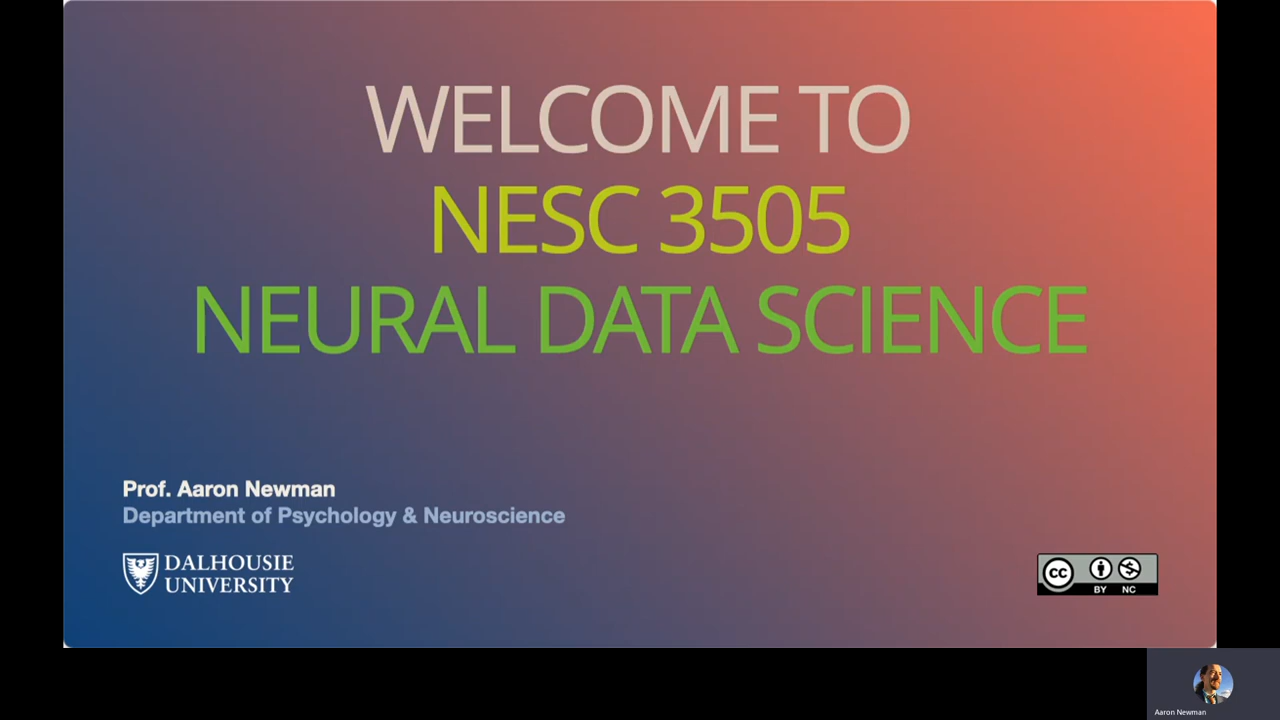 WELCOME TO
NESC 3505
NEURAL DATA SCIENCE
Prof. Aaron Newman
Department of Psychology & Neuroscience
DALHOUSIE
UNIVERSITY
cc
BY NC
Aaron Newman